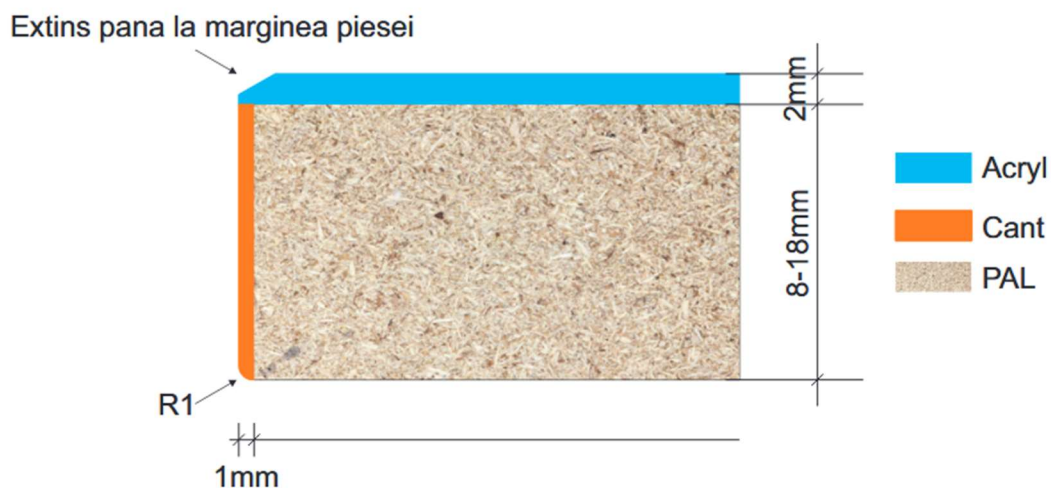 Extins pana la marginea piesei
2mm
8-18mm
Acryl
Cant
PAL
R1
1mm